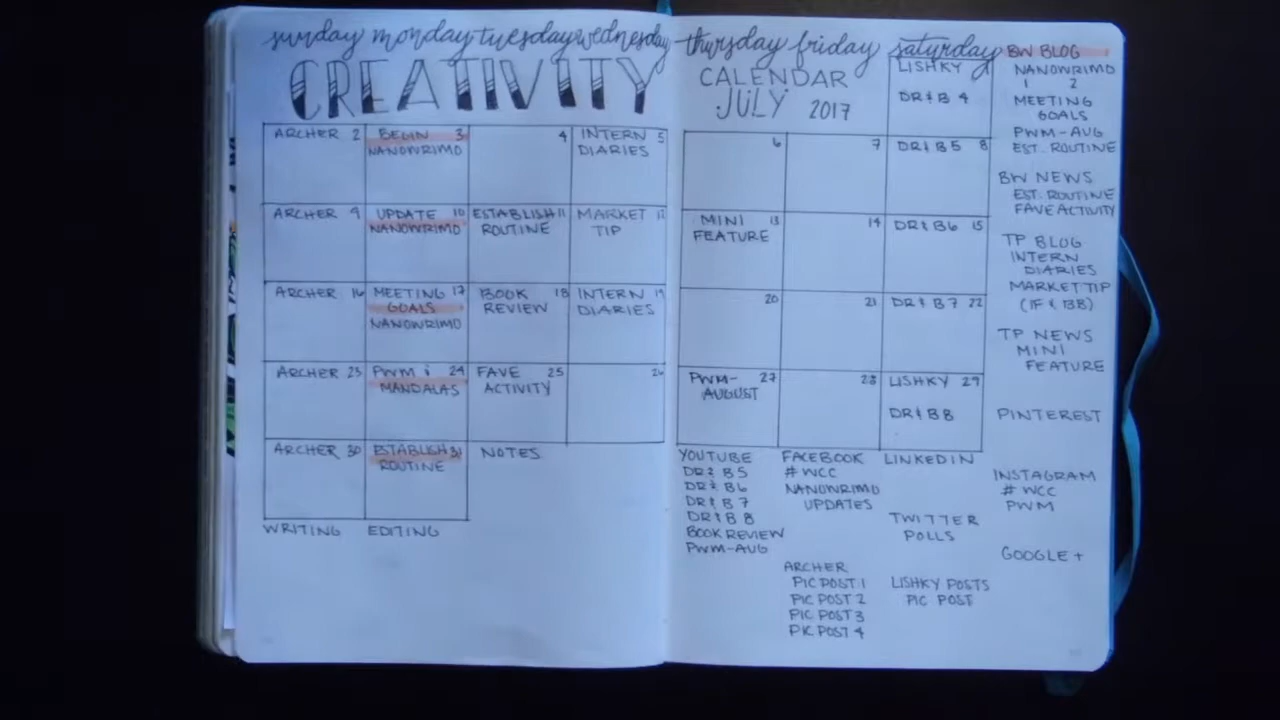 sunday monday tuesday wednesday thursday friday saturday
CREATIVITY
CALENDAR
JULY 2017
LISHKY
DR & B 4
ARCHER 2
BEGIN 3
NANOWRIMO
4
INTERN 5
DIARIES
6
7
DR & B 5 8
ARCHER 9
UPDATE 10
NANOWRIMO
ESTABLISH 11
ROUTINE
MARKET 12
TIP
MINI 13
FEATURE
14
DR & B 6 15
ARCHER 16
MEETING 17
GOALS
NANOWRIMO
BOOK 18
REVIEW
INTERN 19
DIARIES
20
21
DR & B 7 22
ARCHER 23
PWM 24
MANDALAS
FAVE 25
ACTIVITY
26
PWM- 27
AUGUST
28
LISHKY 29
DR & B 8
ARCHER 30
ESTABLISH 31
ROUTINE
NOTES
WRITING
EDITING
YOUTUBE
DR & B 5
DR & B 6
DR & B 7
DR & B 8
BOOK REVIEW
PWM-AUG
FACEBOOK
# WCC
NANOWRIMO
UPDATES
ARCHER
PIC POST 1
PIC POST 2
PIC POST 3
PIC POST 4
LINKEDIN
TWITTER
POLLS
LISHKY POSTS
PIC POST
BW BLOG
NANOWRIMO
1 2
MEETING
GOALS
PWM-AUG
EST. ROUTINE
BW NEWS
EST. ROUTINE
FAVE ACTIVITY
TP BLOG
INTERN
DIARIES
MARKET TIP
(IF & BB)
TP NEWS
MINI
FEATURE
PINTEREST
INSTAGRAM
# WCC
PWM
GOOGLE +